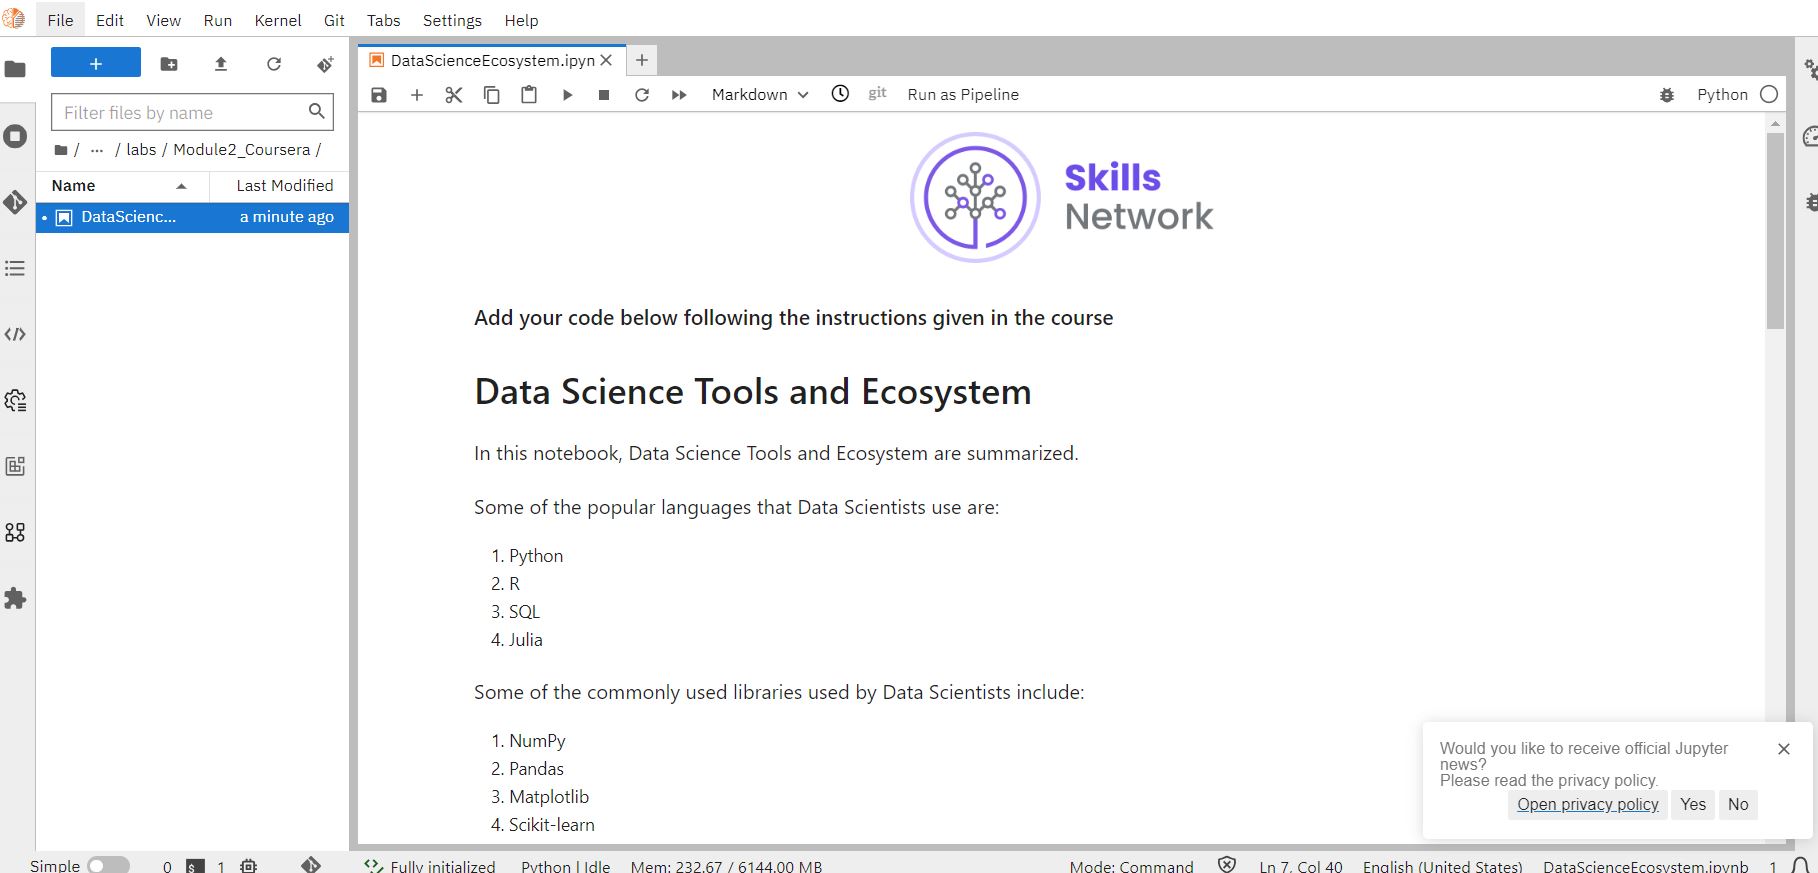 File Edit View Run Kernel Git Tabs Settings Help
+
Filter files by name
/ ··· / labs / Module2_Coursera /
Name Last Modified
• DataScienc... a minute ago
DataScienceEcosystem.ipyn × +
Markdown git Run as Pipeline Python
Skills
Network
Add your code below following the instructions given in the course
Data Science Tools and Ecosystem
In this notebook, Data Science Tools and Ecosystem are summarized.
Some of the popular languages that Data Scientists use are:
1. Python
2. R
3. SQL
4. Julia
Some of the commonly used libraries used by Data Scientists include:
1. NumPy
2. Pandas
3. Matplotlib
4. Scikit-learn
Would you like to receive official Jupyter
news?
Please read the privacy policy.
Open privacy policy Yes No
Simple 0 $ 1 Fully initialized Python | Idle Mem: 232.67 / 6144.00 MB Mode: Command Ln 7, Col 40 English (United States) DataScienceEcosystem.ipynb 1